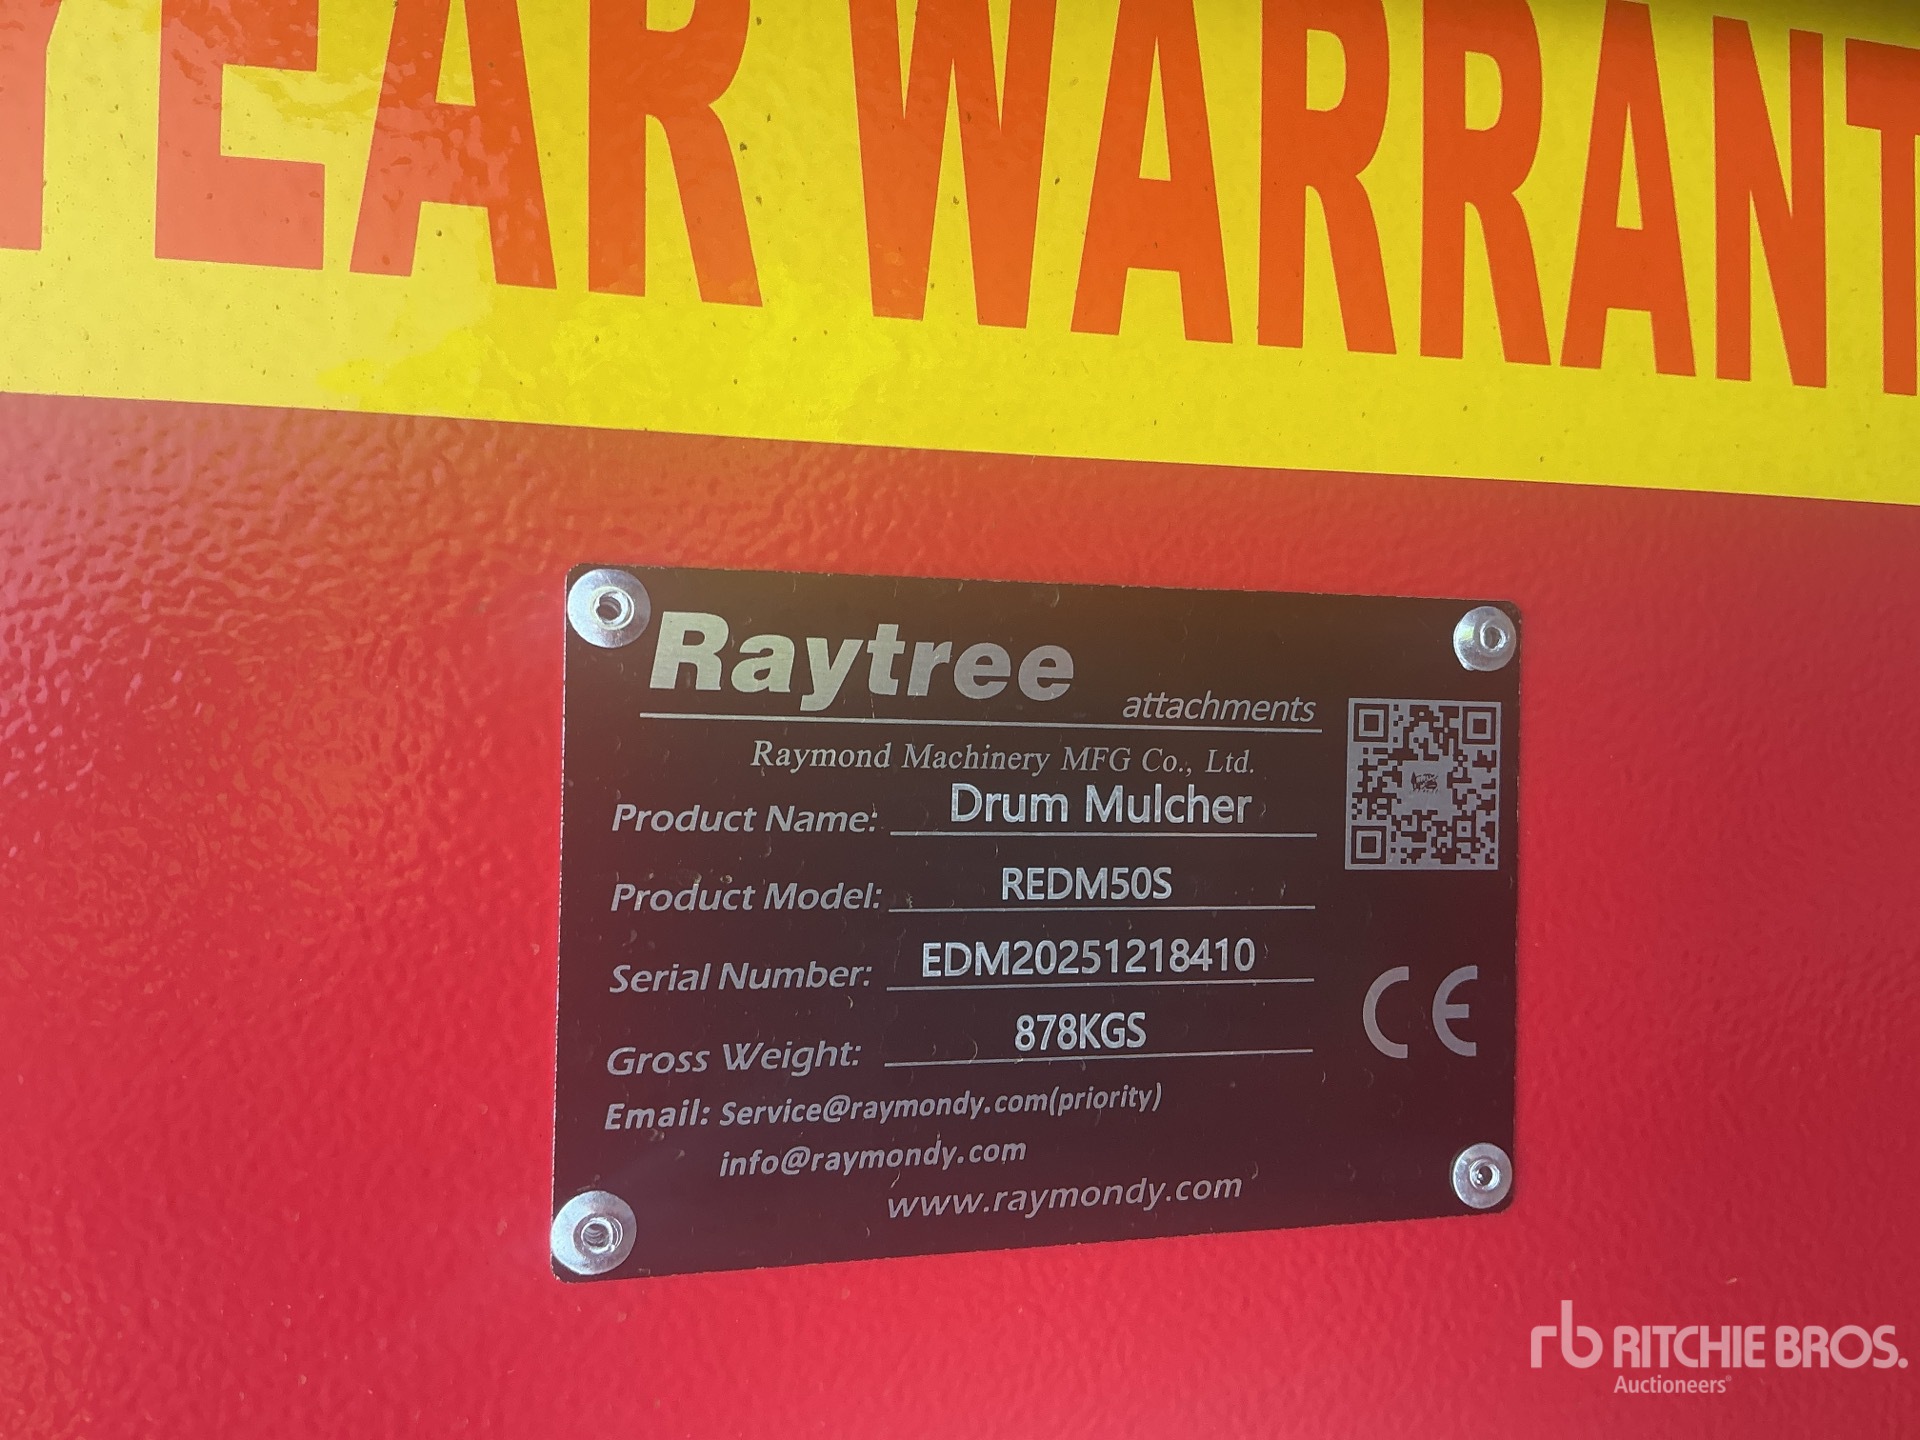 YEAR WARRANT
Raytree
attachments
Raymond Machinery MFG Co., Ltd.
Product Name: Drum Mulcher
Product Model: REDM50S
Serial Number: EDM20251218410
Gross Weight: 878KGS
CE
Email: Service@raymondy.com(priority)
info@raymondy.com
www.raymondy.com
rb RITCHIE BROS.
Auctioneers